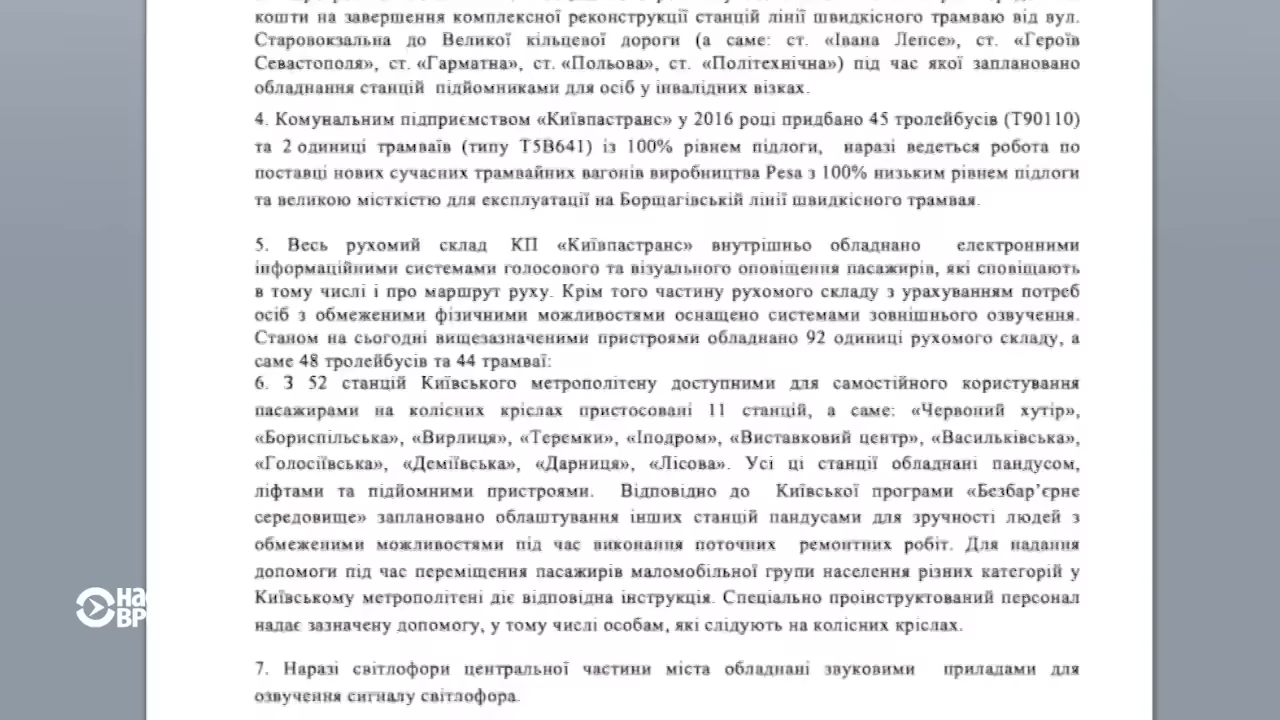 кошти на завершення комплексної реконструкції станцій лінії швидкісного трамваю від вул.
Старовокзальна до Великої кільцевої дороги (а саме: ст. «Івана Лепсе», ст. «Героїв
Севастополя», ст. «Гарматна», ст. «Польова», ст. «Політехнічна») під час якої заплановано
обладнання станцій підйомниками для осіб у інвалідних візках.
4. Комунальним підприємством «Київпастранс» у 2016 році придбано 45 тролейбусів (Т90110)
та 2 одиниці трамваїв (типу Т5В641) із 100% рівнем підлоги, наразі ведеться робота по
поставці нових сучасних трамвайних вагонів виробництва Pesa з 100% низьким рівнем підлоги
та великою місткістю для експлуатації на Борщагівській лінії швидкісного трамвая.
5. Весь рухомий склад КП «Київпастранс» внутрішньо обладнано електронними
інформаційними системами голосового та візуального оповіщення пасажирів, які сповіщають
в тому числі і про маршрут руху. Крім того частину рухомого складу з урахуванням потреб
осіб з обмеженими фізичними можливостями оснащено системами зовнішнього озвучення.
Станом на сьогодні вищезазначеними пристроями обладнано 92 одиниці рухомого складу, а
саме 48 тролейбусів та 44 трамваї:
6. З 52 станцій Київського метрополітену доступними для самостійного користування
пасажирами на колісних кріслах пристосовані 11 станцій, а саме: «Червоний хутір»,
«Бориспільська», «Вирлиця», «Теремки», «Іподром», «Виставковий центр», «Васильківська»,
«Голосіївська», «Деміївська», «Дарниця», «Лісова». Усі ці станції обладнані пандусом,
ліфтами та підйомними пристроями. Відповідно до Київської програми «Безбар’єрне
середовище» заплановано облаштування інших станцій пандусами для зручності людей з
обмеженими можливостями під час виконання поточних ремонтних робіт. Для надання
допомоги під час переміщення пасажирів маломобільної групи населення різних категорій у
Київському метрополітені діє відповідна інструкція. Спеціально проінструктований персонал
надає зазначену допомогу, у тому числі особам, які слідують на колісних кріслах.
7. Наразі світлофори центральної частини міста обладнані звуковими приладами для
озвучення сигналу світлофора.
НА
ВР